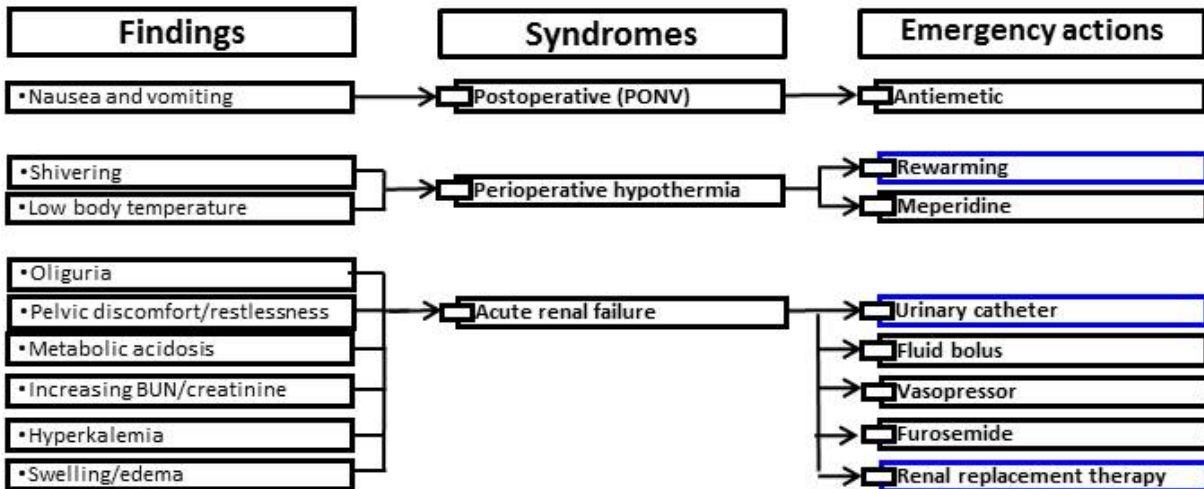 Findings
Syndromes
Emergency actions
•Nausea and vomiting
Postoperative (PONV)
Antiemetic
•Shivering
•Low body temperature
Perioperative hypothermia
Rewarming
Meperidine
•Oliguria
•Pelvic discomfort/restlessness
•Metabolic acidosis
•Increasing BUN/creatinine
•Hyperkalemia
•Swelling/edema
Acute renal failure
Urinary catheter
Fluid bolus
Vasopressor
Furosemide
Renal replacement therapy